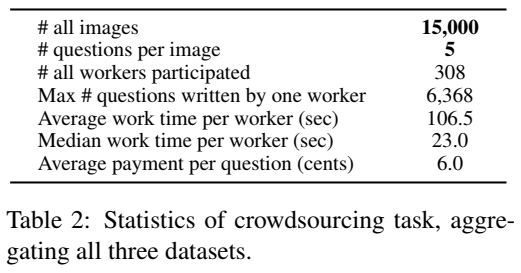 # all images 15,000
# questions per image 5
# all workers participated 308
Max # questions written by one worker 6,368
Average work time per worker (sec) 106.5
Median work time per worker (sec) 23.0
Average payment per question (cents) 6.0
Table 2: Statistics of crowdsourcing task, aggre-
gating all three datasets.